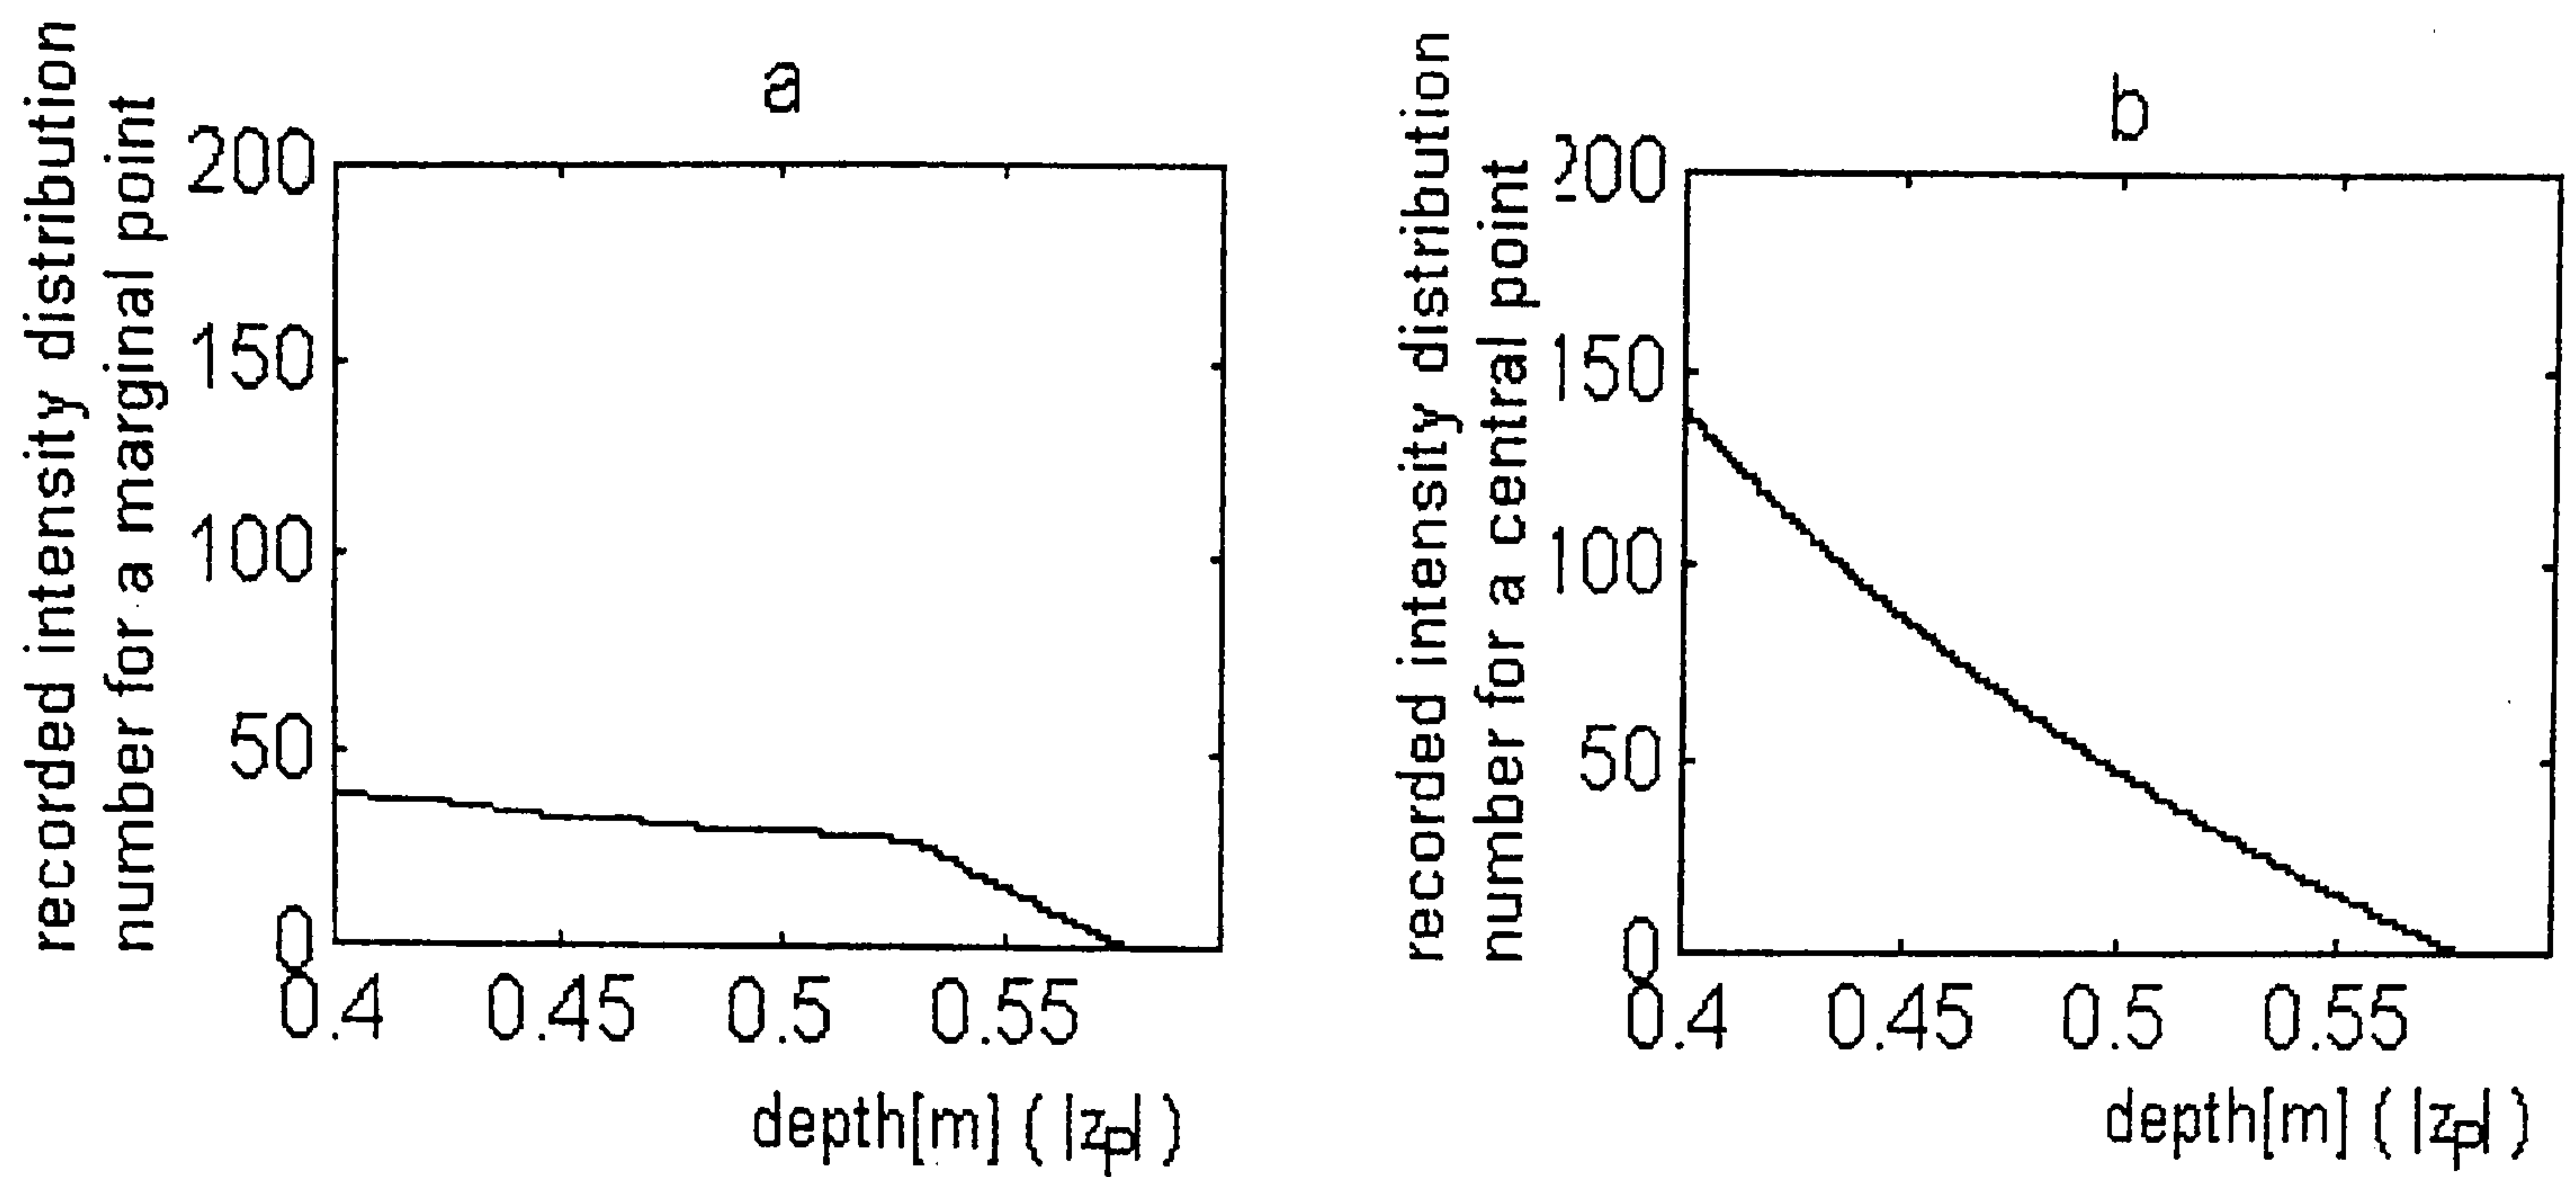 a
recorded intensity distribution
number for a marginal point
200
150
100
50
0
0.4 0.45 0.5 0.55
depth[m] ( |zp| )
b
recorded intensity distribution
number for a central point
200
150
100
50
0
0.4 0.45 0.5 0.55
depth[m] ( |zp| )